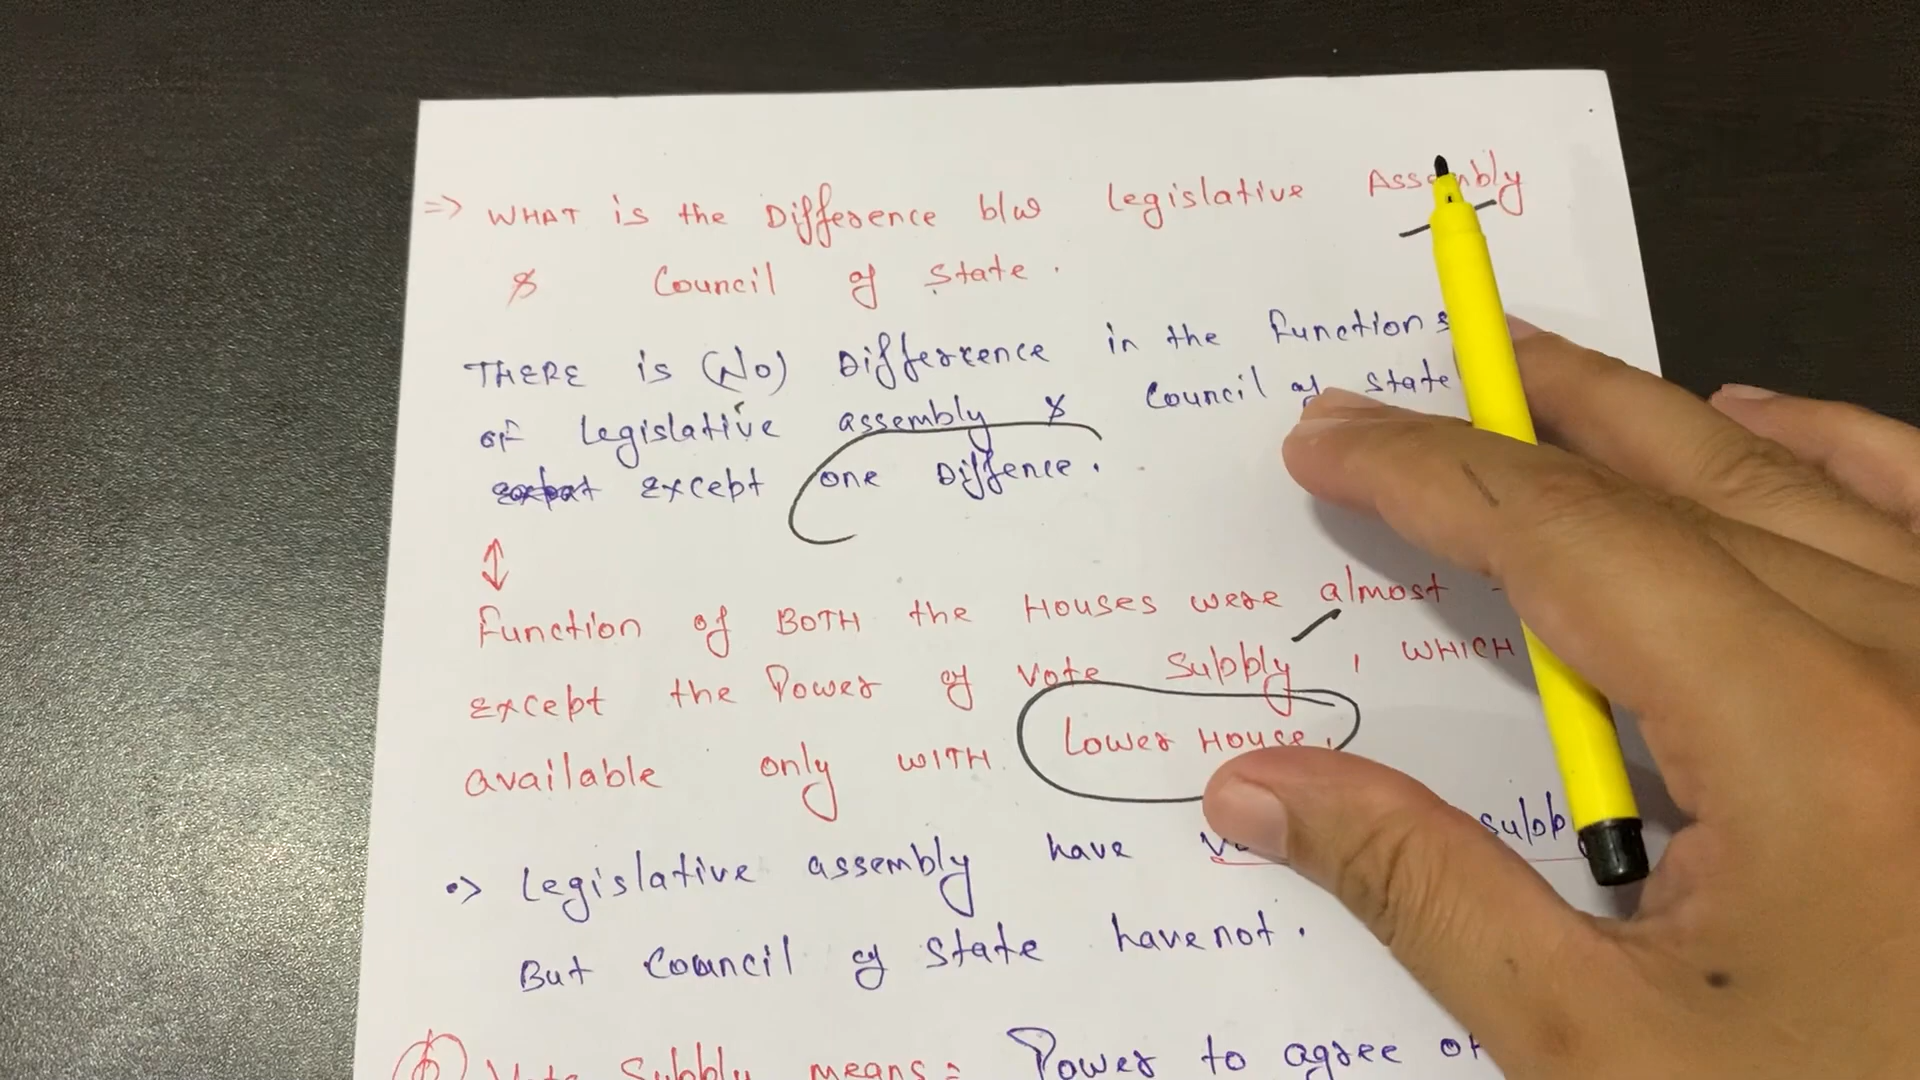 => WHAT is the Difference b/w legislative Assembly
& Council of State.
THERE is (No) Difference in the functions
of legislative assembly & Council of state
except one Diffence.
function of BOTH the HOUSES were almost -
except the Power of Vote Supply, WHICH
available only WITH Lower House.
•> Legislative assembly have
But Council of State have not.
Vote Supply means = Power to agree or